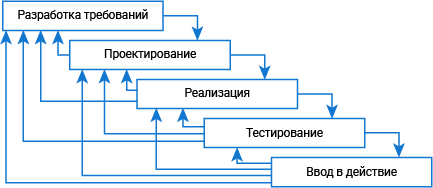 Разработка требований
Проектирование
Реализация
Тестирование
Ввод в действие